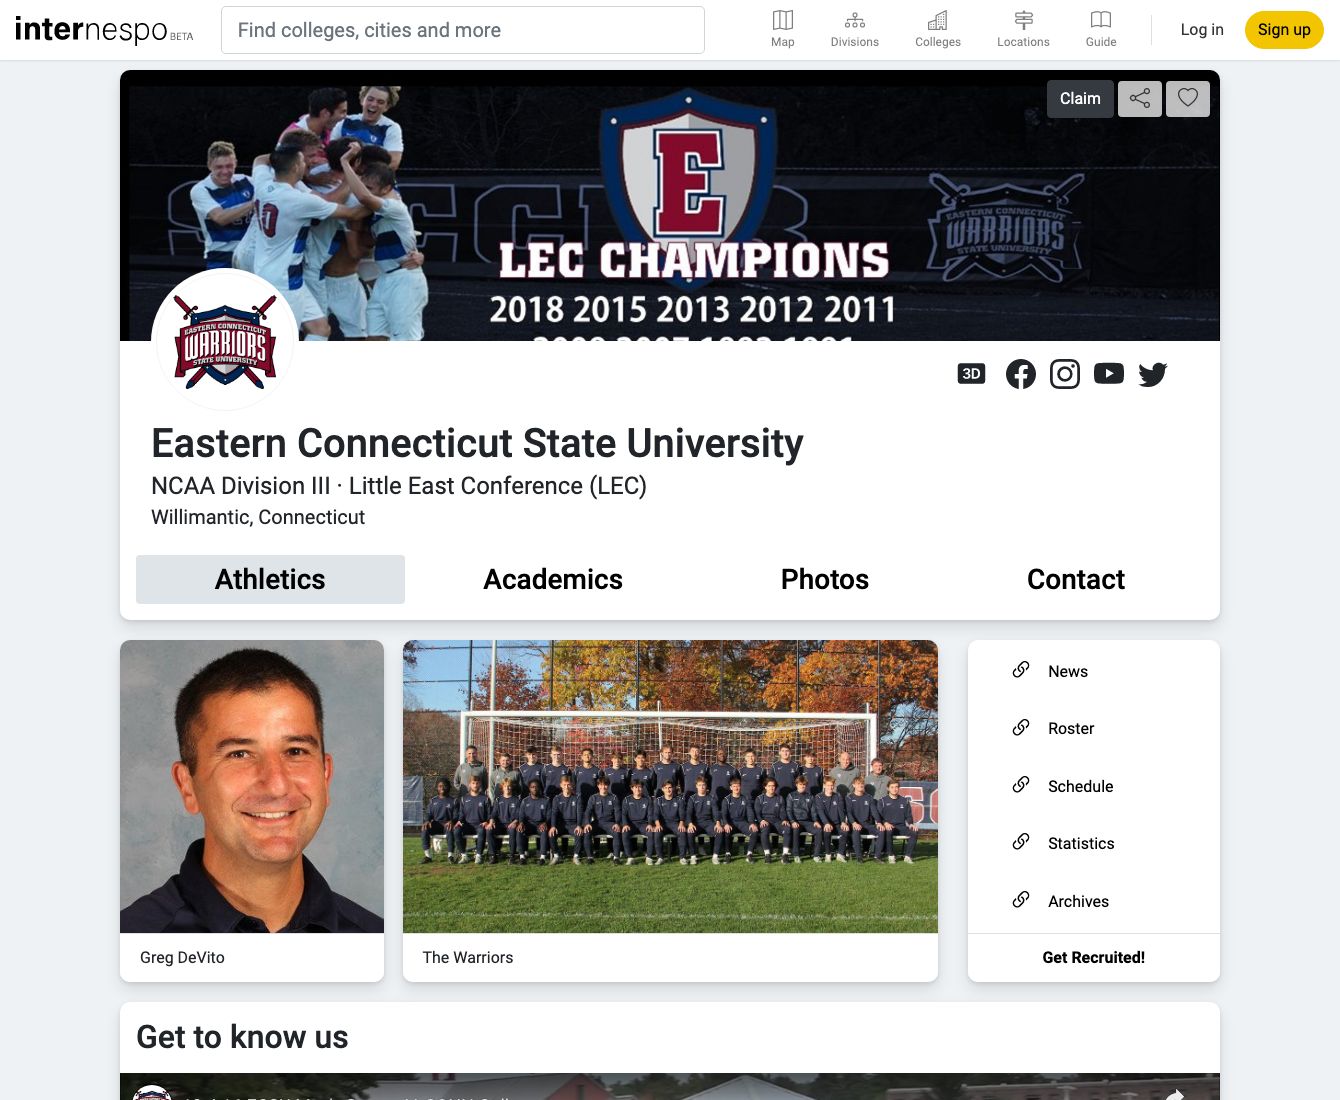 internespo BETA
Find colleges, cities and more
Map
Divisions
Colleges
Locations
Guide
Log in
Sign up
Claim
SOCCER
E
EASTERN CONNECTICUT
WARRIORS
STATE UNIVERSITY
LEC CHAMPIONS
2018 2015 2013 2012 2011
EASTERN CONNECTICUT
WARRIORS
STATE UNIVERSITY
3D
Eastern Connecticut State University
NCAA Division III · Little East Conference (LEC)
Willimantic, Connecticut
Athletics
Academics
Photos
Contact
Greg DeVito
The Warriors
News
Roster
Schedule
Statistics
Archives
Get Recruited!
Get to know us